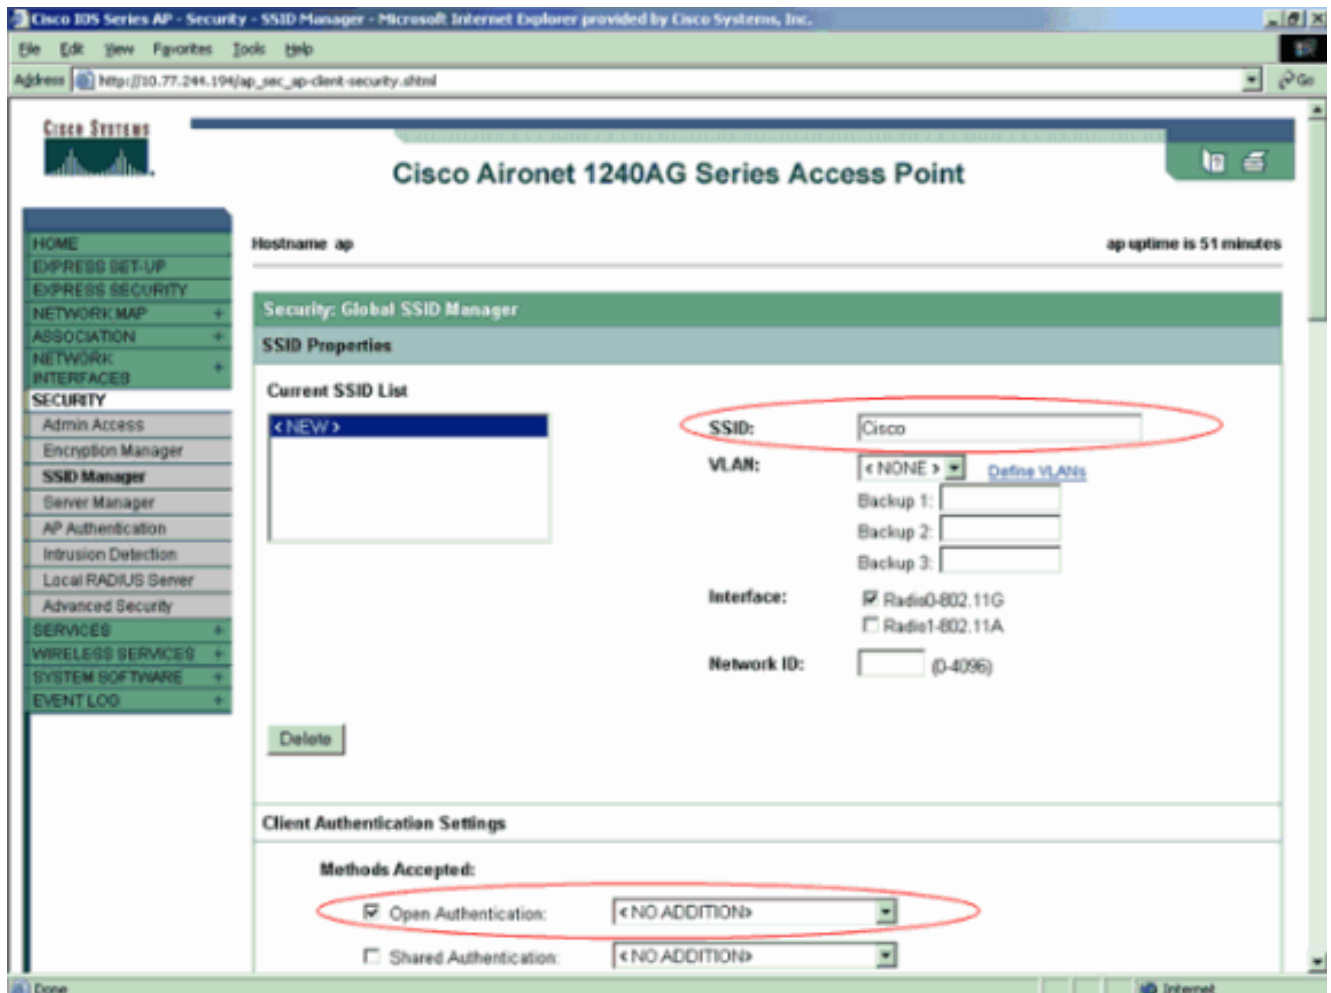 Cisco IOS Series AP - Security - SSID Manager - Microsoft Internet Explorer provided by Cisco Systems, Inc.
File Edit View Favorites Tools Help
Address http://10.77.244.194/ap_sec_ap-client-security.shtml Go
CISCO SYSTEMS
Cisco Aironet 1240AG Series Access Point
HOME
EXPRESS SET-UP
EXPRESS SECURITY
NETWORK MAP +
ASSOCIATION +
NETWORK
INTERFACES +
SECURITY
Admin Access
Encryption Manager
SSID Manager
Server Manager
AP Authentication
Intrusion Detection
Local RADIUS Server
Advanced Security
SERVICES +
WIRELESS SERVICES +
SYSTEM SOFTWARE +
EVENT LOG +
Hostname ap
ap uptime is 51 minutes
Security: Global SSID Manager
SSID Properties
Current SSID List
< NEW >
Delete
SSID: Cisco
VLAN: < NONE > Define VLANs
Backup 1:
Backup 2:
Backup 3:
Interface: Radio0-802.11G
Radio1-802.11A
Network ID: (0-4096)
Client Authentication Settings
Methods Accepted:
Open Authentication: < NO ADDITION>
Shared Authentication: < NO ADDITION>
Done Internet